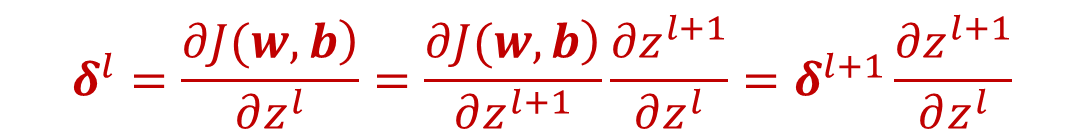 𝜹^l = ∂J(𝒘, 𝒃)/∂z^l = ∂J(𝒘, 𝒃)/∂z^{l+1} ∂z^{l+1}/∂z^l = 𝜹^{l+1} ∂z^{l+1}/∂z^l